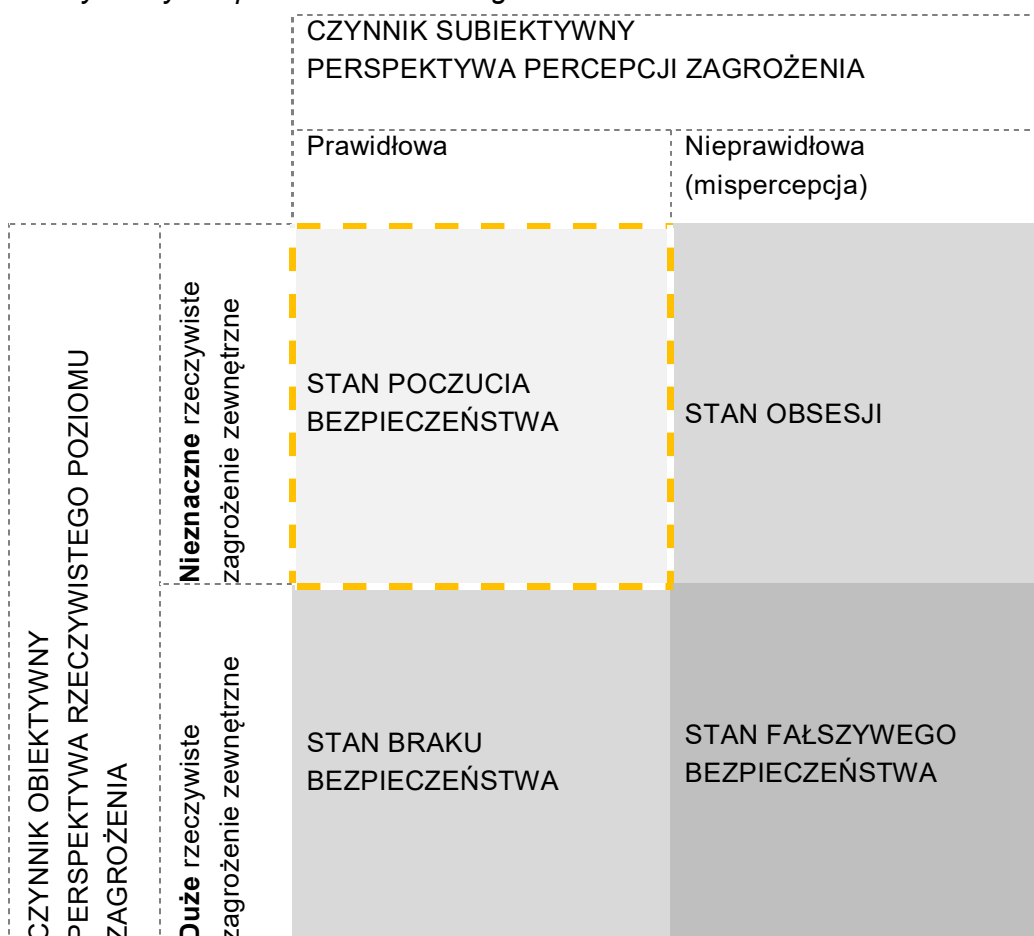 CZYNNIK SUBIEKTYWNY
PERSPEKTYWA PERCEPCJI ZAGROŻENIA
Prawidłowa
Nieprawidłowa
(mispercepcja)
CZYNNIK OBIEKTYWNY
PERSPEKTYWA RZECZYWISTEGO POZIOMU
ZAGROŻENIA
Nieznaczne rzeczywiste
zagrożenie zewnętrzne
STAN POCZUCIA
BEZPIECZEŃSTWA
STAN OBSESJI
Duże rzeczywiste
zagrożenie zewnętrzne
STAN BRAKU
BEZPIECZEŃSTWA
STAN FAŁSZYWEGO
BEZPIECZEŃSTWA